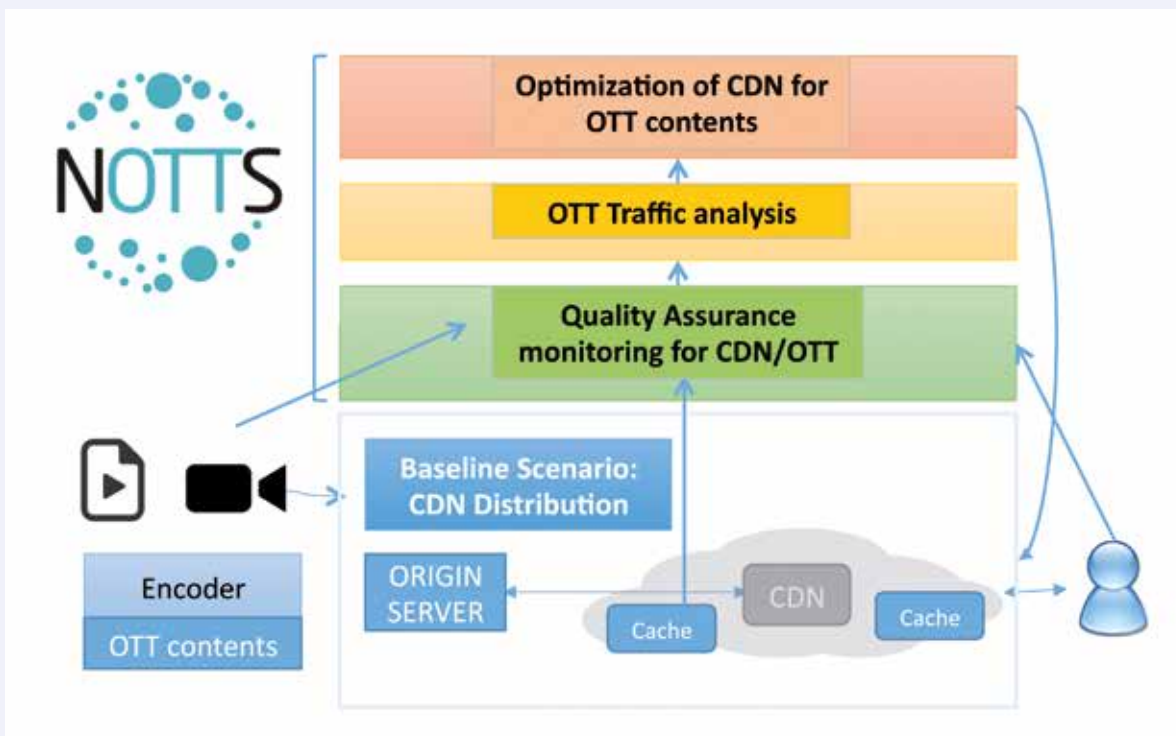 NOTTS
Optimization of CDN for
OTT contents
OTT Traffic analysis
Quality Assurance
monitoring for CDN/OTT
Baseline Scenario:
CDN Distribution
Encoder
OTT contents
ORIGIN
SERVER
CDN
Cache
Cache